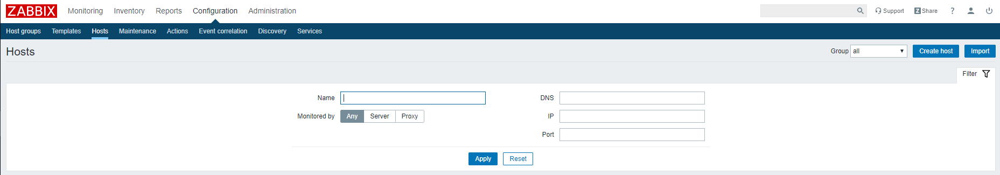 ZABBIX Monitoring Inventory Reports Configuration Administration Support Z Share ?
Host groups Templates Hosts Maintenance Actions Event correlation Discovery Services
Hosts Group all Create host Import
Filter
Name DNS
Monitored by Any Server Proxy IP
Port
Apply Reset